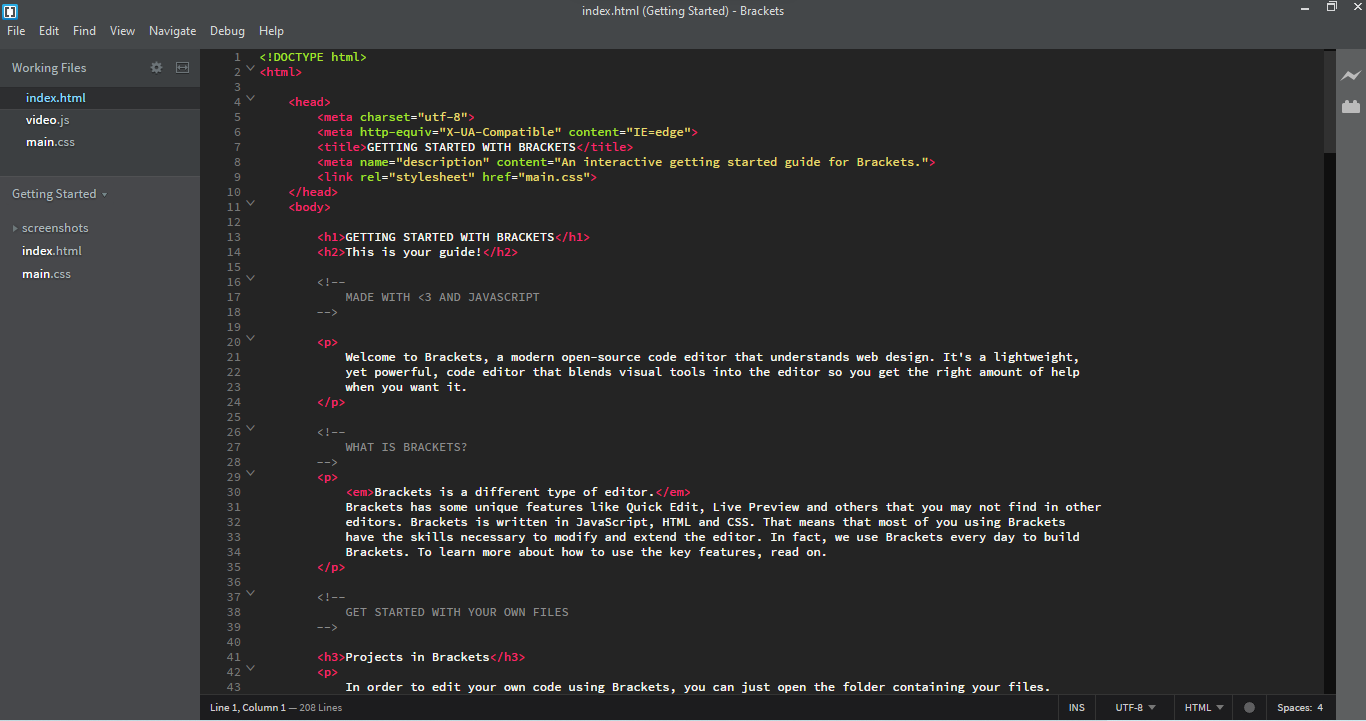 index.html (Getting Started) - Brackets
File Edit Find View Navigate Debug Help
Working Files
index.html
video.js
main.css
Getting Started
screenshots
index.html
main.css
1 <!DOCTYPE html>
2 <html>
3
4 <head>
5 <meta charset="utf-8">
6 <meta http-equiv="X-UA-Compatible" content="IE=edge">
7 <title>GETTING STARTED WITH BRACKETS</title>
8 <meta name="description" content="An interactive getting started guide for Brackets.">
9 <link rel="stylesheet" href="main.css">
10 </head>
11 <body>
12
13 <h1>GETTING STARTED WITH BRACKETS</h1>
14 <h2>This is your guide!</h2>
15
16 <!--
17 MADE WITH <3 AND JAVASCRIPT
18 -->
19
20 <p>
21 Welcome to Brackets, a modern open-source code editor that understands web design. It's a lightweight,
22 yet powerful, code editor that blends visual tools into the editor so you get the right amount of help
23 when you want it.
24 </p>
25
26 <!--
27 WHAT IS BRACKETS?
28 -->
29 <p>
30 <em>Brackets is a different type of editor.</em>
31 Brackets has some unique features like Quick Edit, Live Preview and others that you may not find in other
32 editors. Brackets is written in JavaScript, HTML and CSS. That means that most of you using Brackets
33 have the skills necessary to modify and extend the editor. In fact, we use Brackets every day to build
34 Brackets. To learn more about how to use the key features, read on.
35 </p>
36
37 <!--
38 GET STARTED WITH YOUR OWN FILES
39 -->
40
41 <h3>Projects in Brackets</h3>
42 <p>
43 In order to edit your own code using Brackets, you can just open the folder containing your files.
Line 1, Column 1 — 208 Lines
INS UTF-8 HTML Spaces: 4